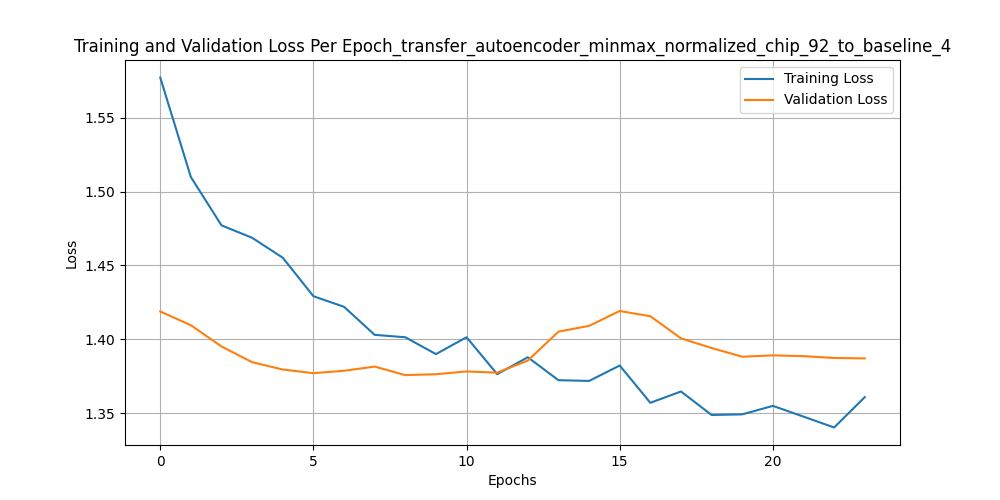 Training and Validation Loss Per Epoch_transfer_autoencoder_minmax_normalized_chip_92_to_baseline_4
Training Loss
Validation Loss
1.55
1.50
1.45
1.40
1.35
Loss
0 5 10 15 20
Epochs